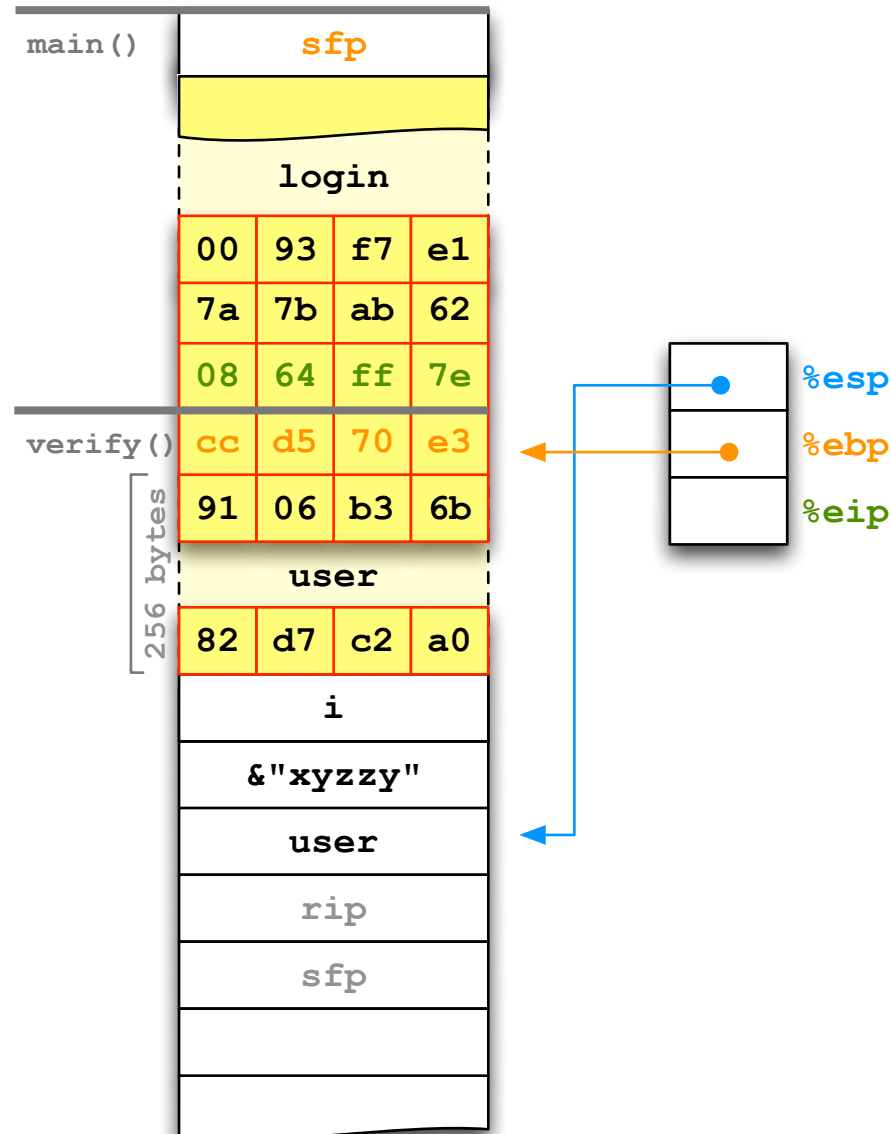 main() sfp
login
00 93 f7 e1
7a 7b ab 62
08 64 ff 7e %esp
verify() cc d5 70 e3 %ebp
91 06 b3 6b %eip
256 bytes
user
82 d7 c2 a0
i
&"xyzzy"
user
rip
sfp